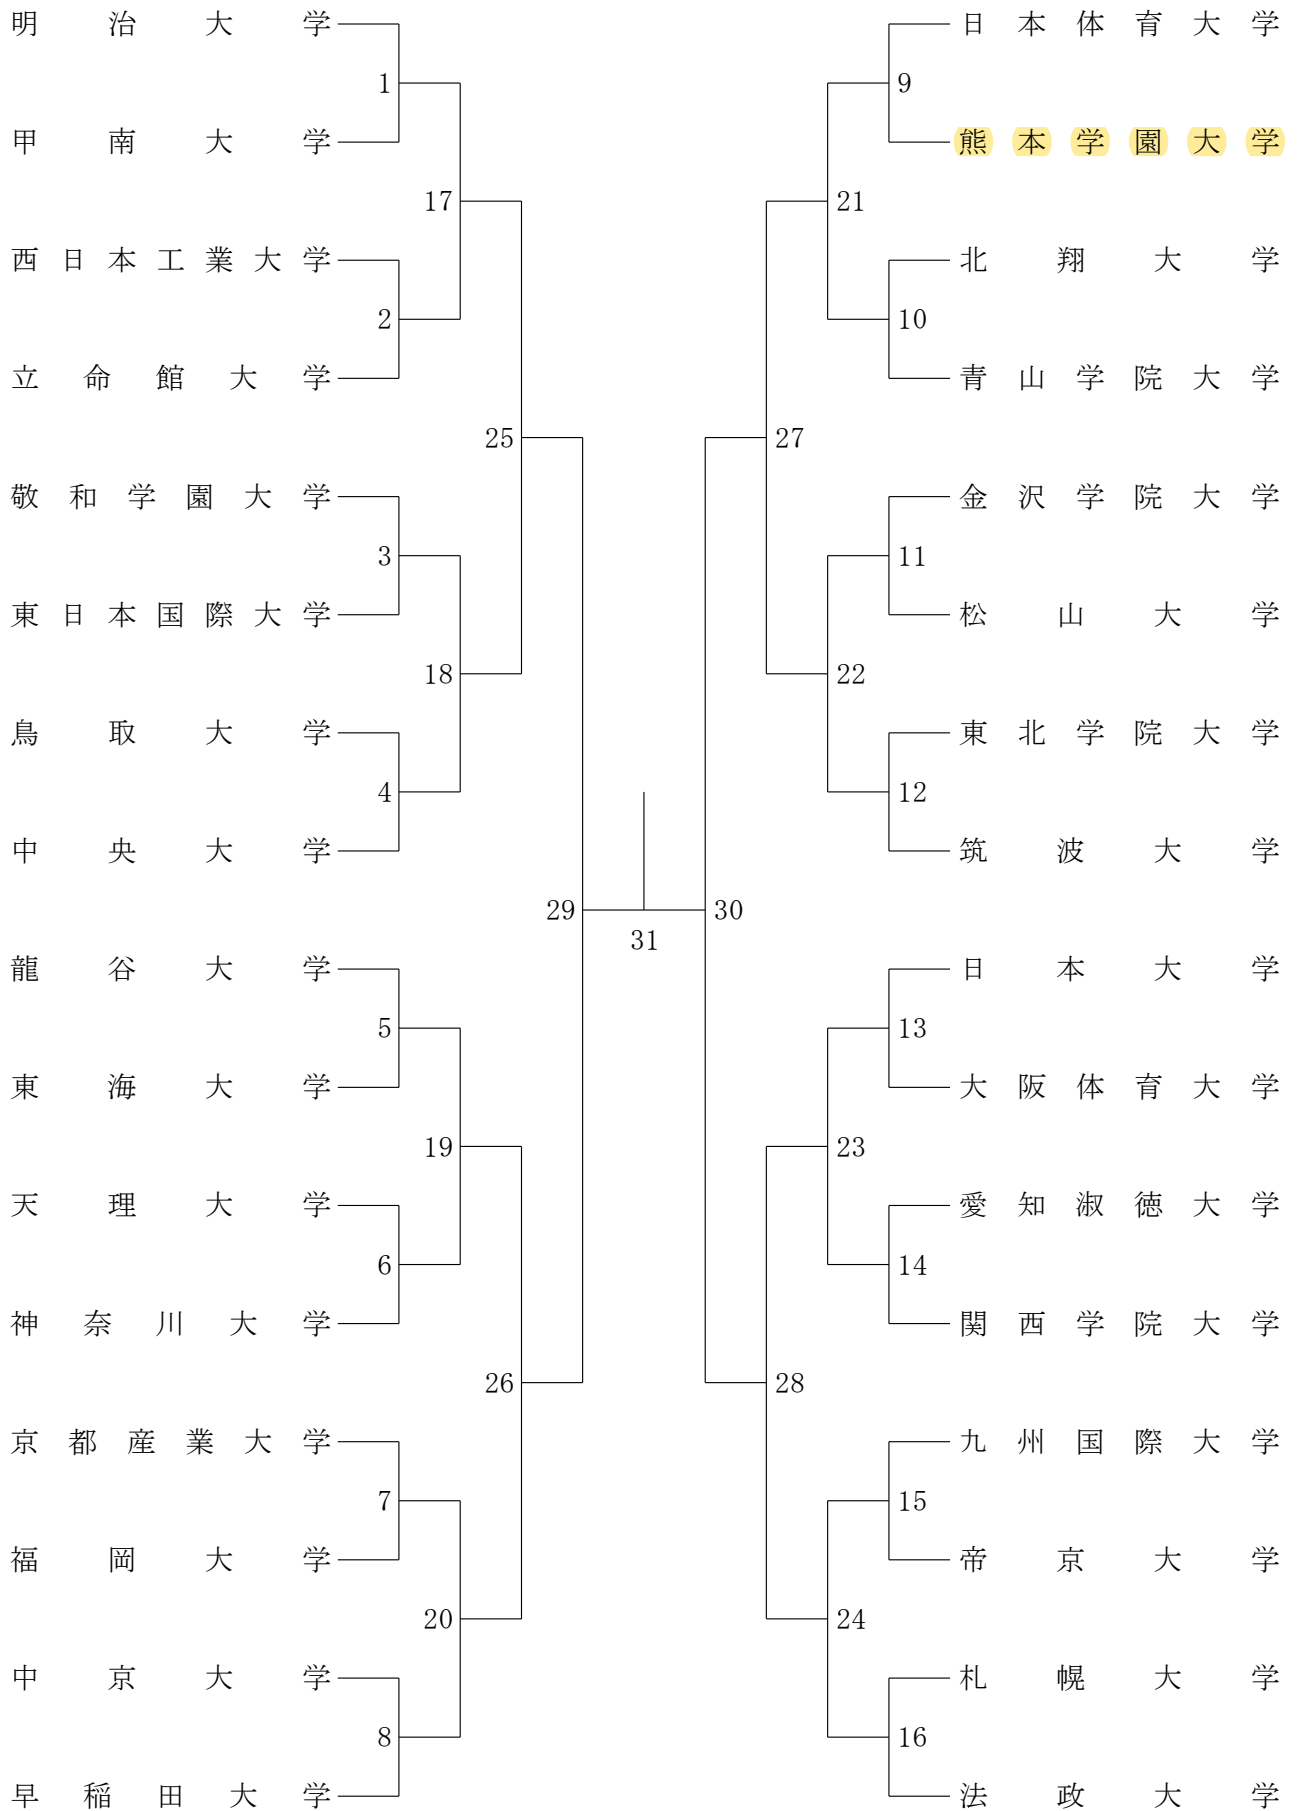 明治大学
1
甲南大学
17
西日本工業大学
2
立命館大学
25
敬和学園大学
3
東日本国際大学
18
鳥取大学
4
中央大学
29
龍谷大学
5
東海大学
19
天理大学
6
神奈川大学
26
京都産業大学
7
福岡大学
20
中京大学
8
早稲田大学
31
日本体育大学
9
熊本学園大学
21
北翔大学
10
青山学院大学
27
金沢学院大学
11
松山大学
22
東北学院大学
12
筑波大学
30
日本大学
13
大阪体育大学
23
愛知淑徳大学
14
関西学院大学
28
九州国際大学
15
帝京大学
24
札幌大学
16
法政大学